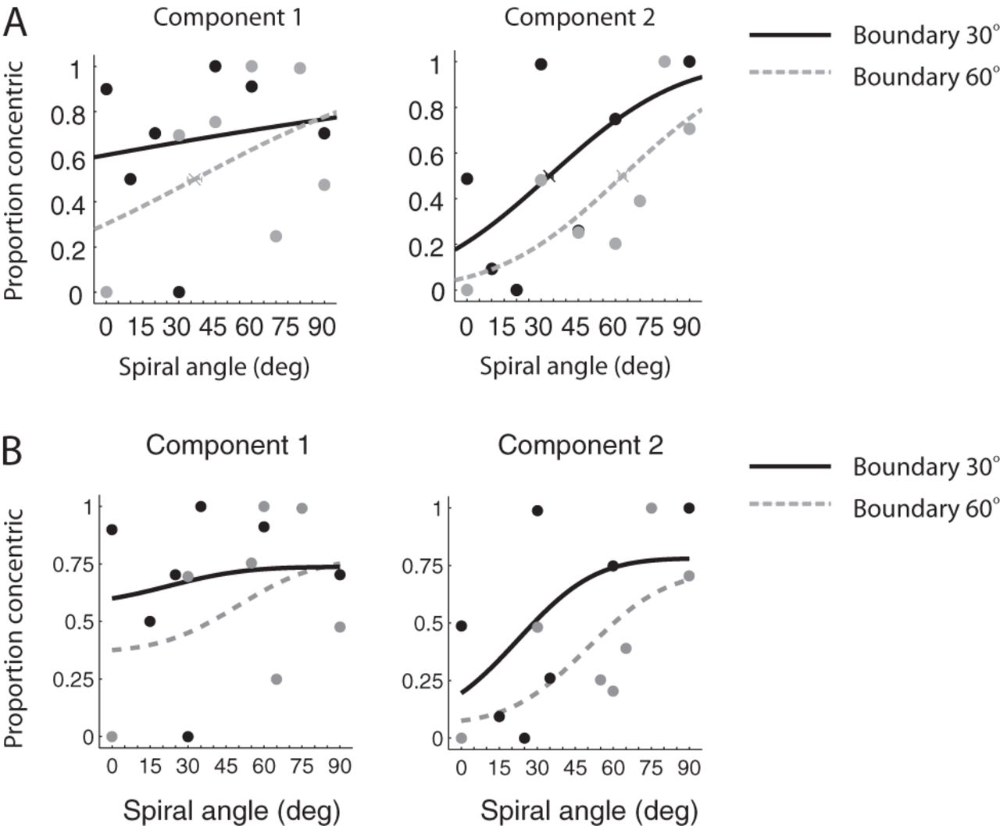 A
Component 1
Component 2
Boundary 30°
Boundary 60°
Proportion concentric
1
0.8
0.6
0.4
0.2
0
0 15 30 45 60 75 90
Spiral angle (deg)
1
0.8
0.6
0.4
0.2
0
0 15 30 45 60 75 90
Spiral angle (deg)
B
Component 1
Component 2
Boundary 30°
Boundary 60°
Proportion concentric
1
0.75
0.5
0.25
0
0 15 30 45 60 75 90
Spiral angle (deg)
1
0.75
0.5
0.25
0
0 15 30 45 60 75 90
Spiral angle (deg)